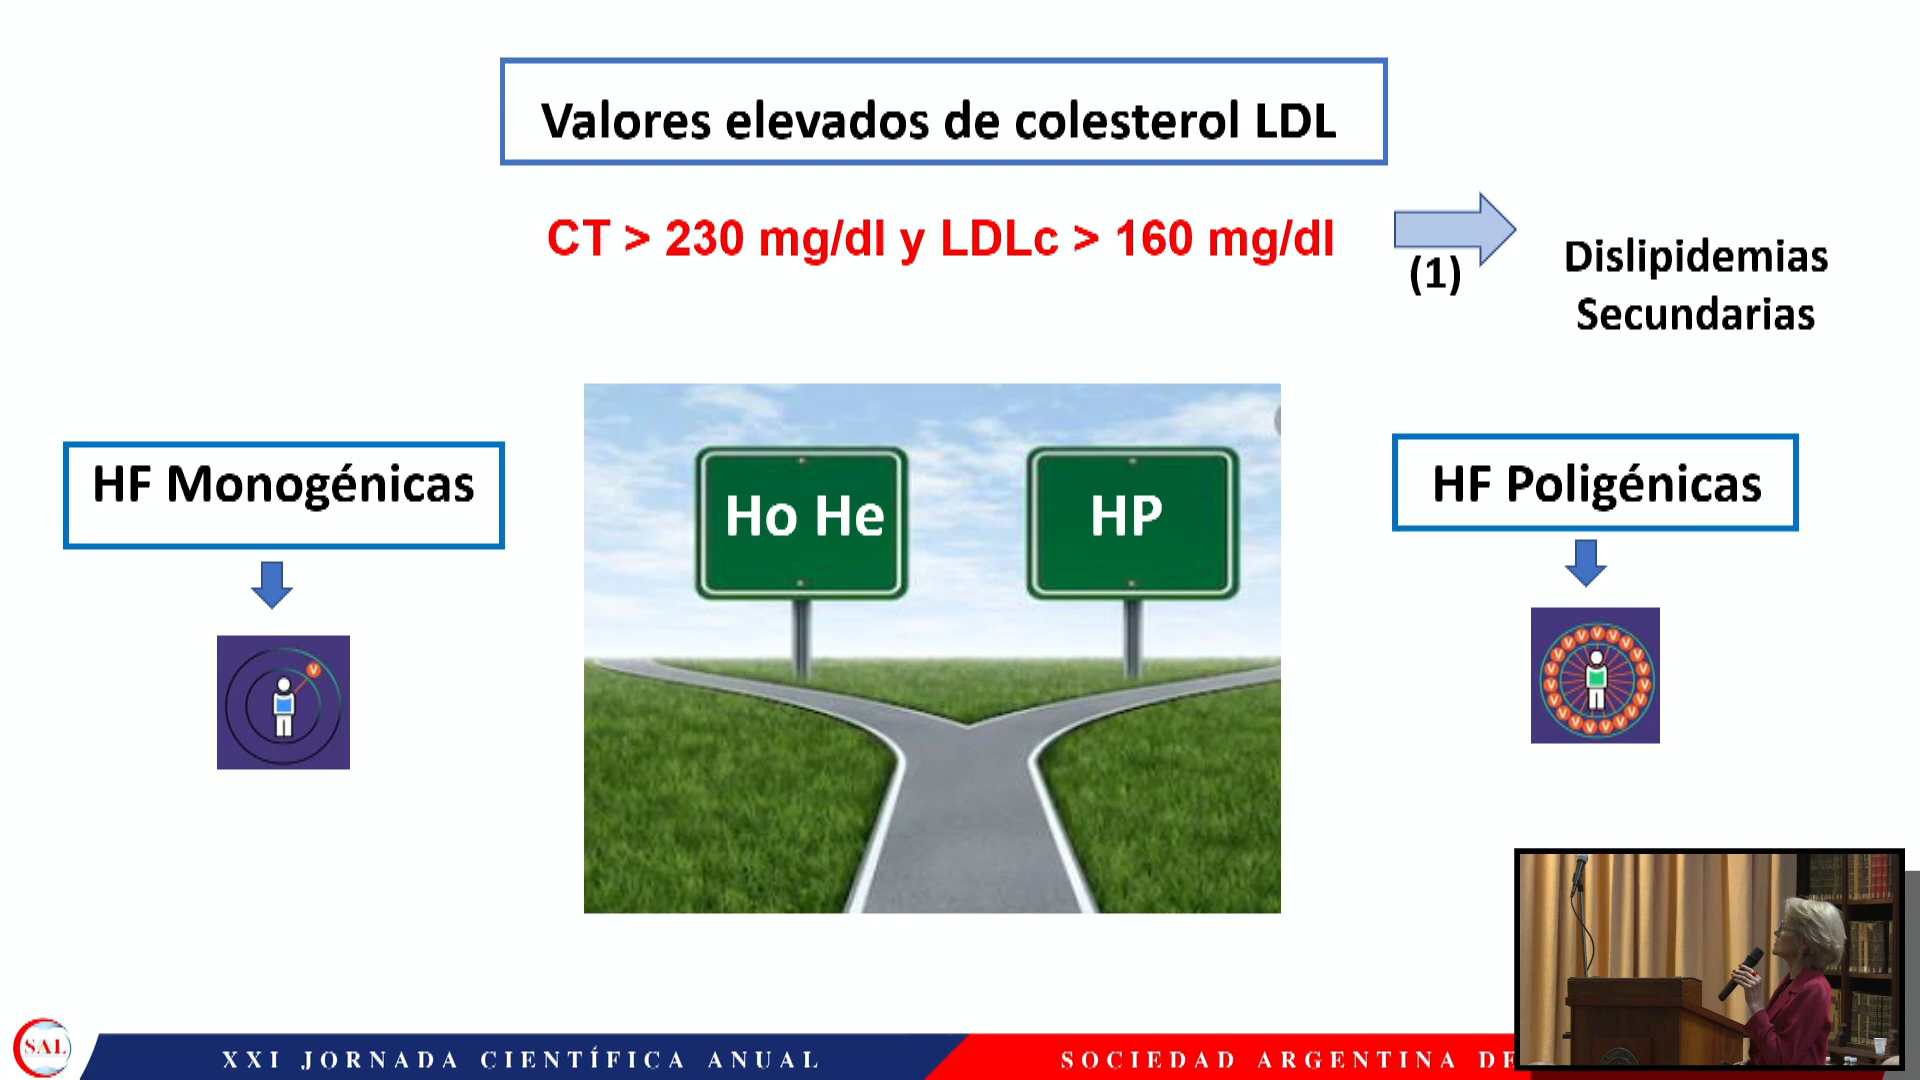 Valores elevados de colesterol LDL
CT > 230 mg/dl y LDLc > 160 mg/dl
(1)
Dislipidemias
Secundarias
HF Monogénicas
Ho He
HP
HF Poligénicas
V
V V V V V V V V V V V V V V V V V V V V
SAL
XXI JORNADA CIENTÍFICA ANUAL
SOCIEDAD ARGENTINA DE